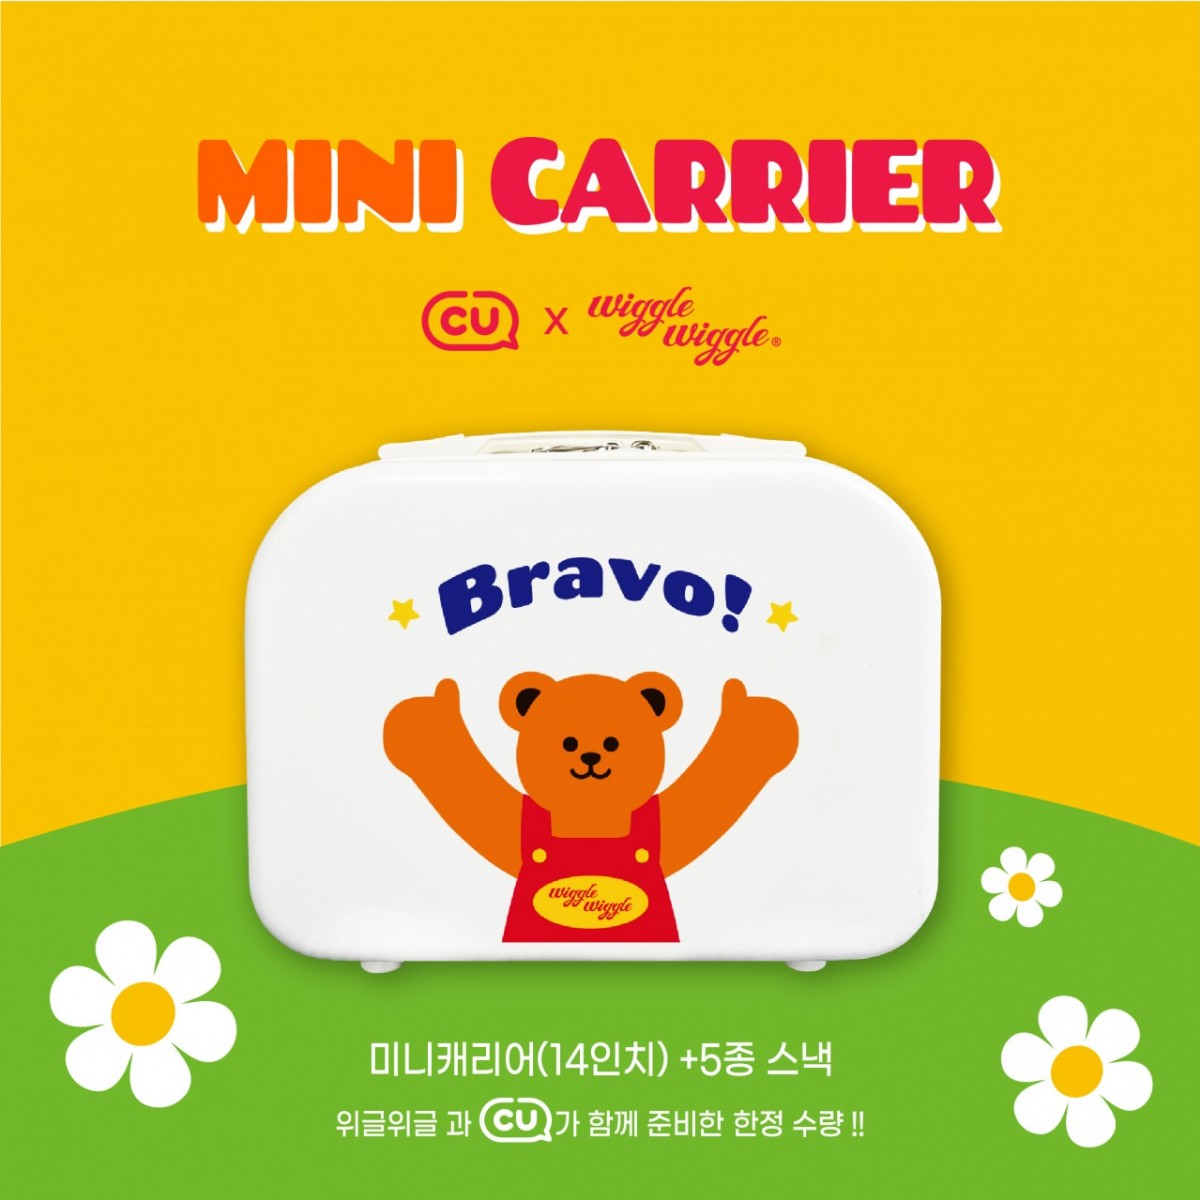 MINI CARRIER
CU X wiggle wiggle®
Bravo!
wiggle wiggle
미니캐리어(14인치) +5종 스낵
위글위글 과 CU가 함께 준비한 한정 수량 !!